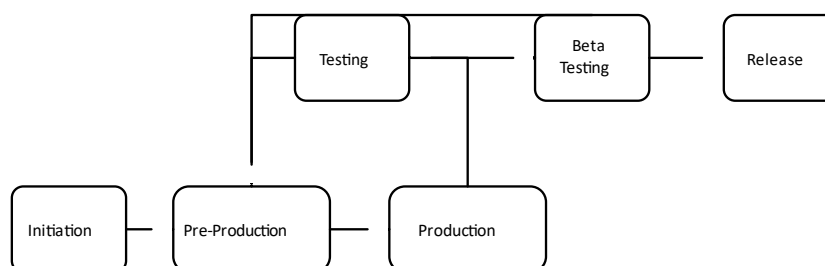 Testing
Beta
Testing
Release
Initiation
Pre-Production
Production